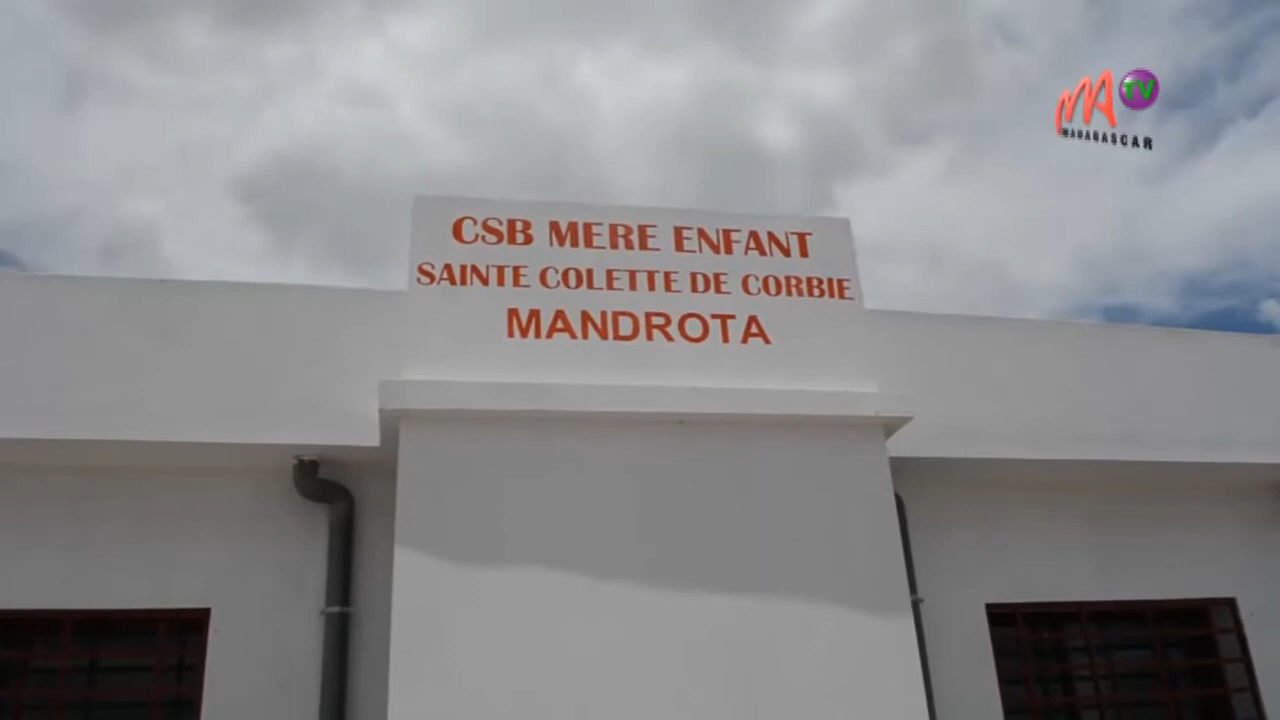 MA TV
MADAGASCAR
CSB MERE ENFANT
SAINTE COLETTE DE CORBIE
MANDROTA